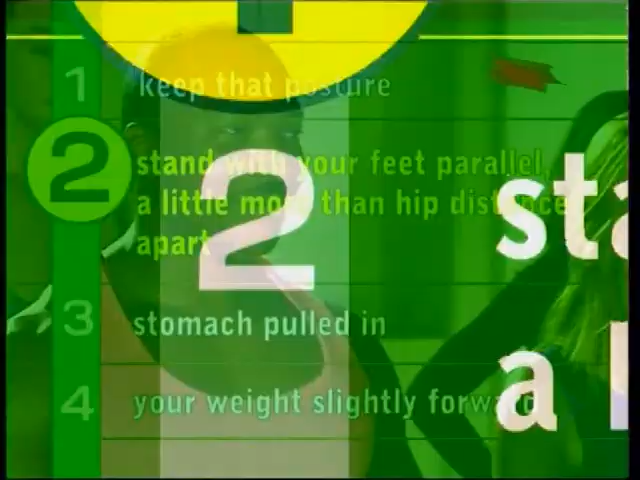 1 keep that posture
2 stand with your feet parallel,
a little more than hip distance
apart
2
sta
a l
3 stomach pulled in
4 your weight slightly forward